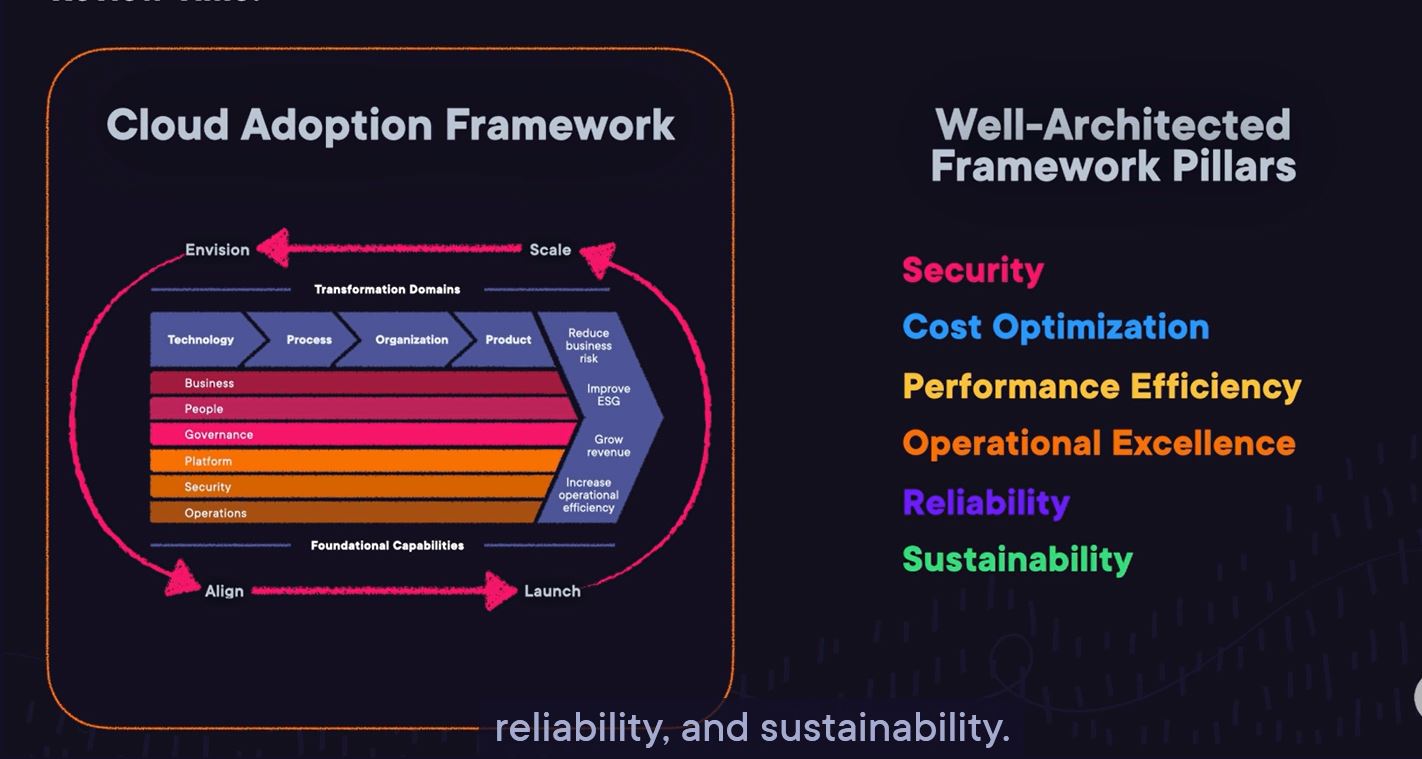 Review Time!
Cloud Adoption Framework
Envision
Scale
Transformation Domains
Technology
Process
Organization
Product
Reduce
business
risk
Improve
ESG
Grow
revenue
Increase
operational
efficiency
Business
People
Governance
Platform
Security
Operations
Foundational Capabilities
Align
Launch
Well-Architected
Framework Pillars
Security
Cost Optimization
Performance Efficiency
Operational Excellence
Reliability
Sustainability
reliability, and sustainability.